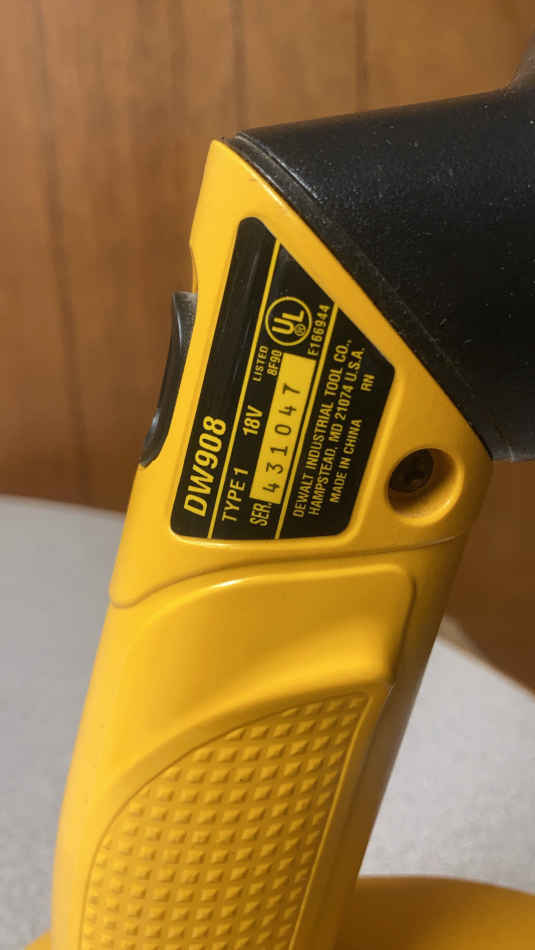 DW908
TYPE 1 18V
SER. 431047
LISTED
8F90
UL
®
E166944
DEWALT INDUSTRIAL TOOL CO.,
HAMPSTEAD, MD 21074 U.S.A.
MADE IN CHINA RN